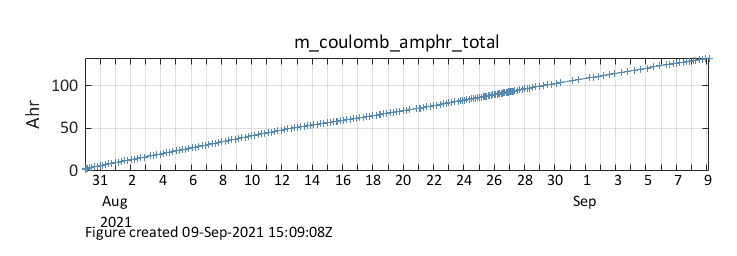 m_coulomb_amphr_total
Ahr
100
50
0
31 2 4 6 8 10 12 14 16 18 20 22 24 26 28 30 1 3 5 7 9
Aug Sep
2021
Figure created 09-Sep-2021 15:09:08Z